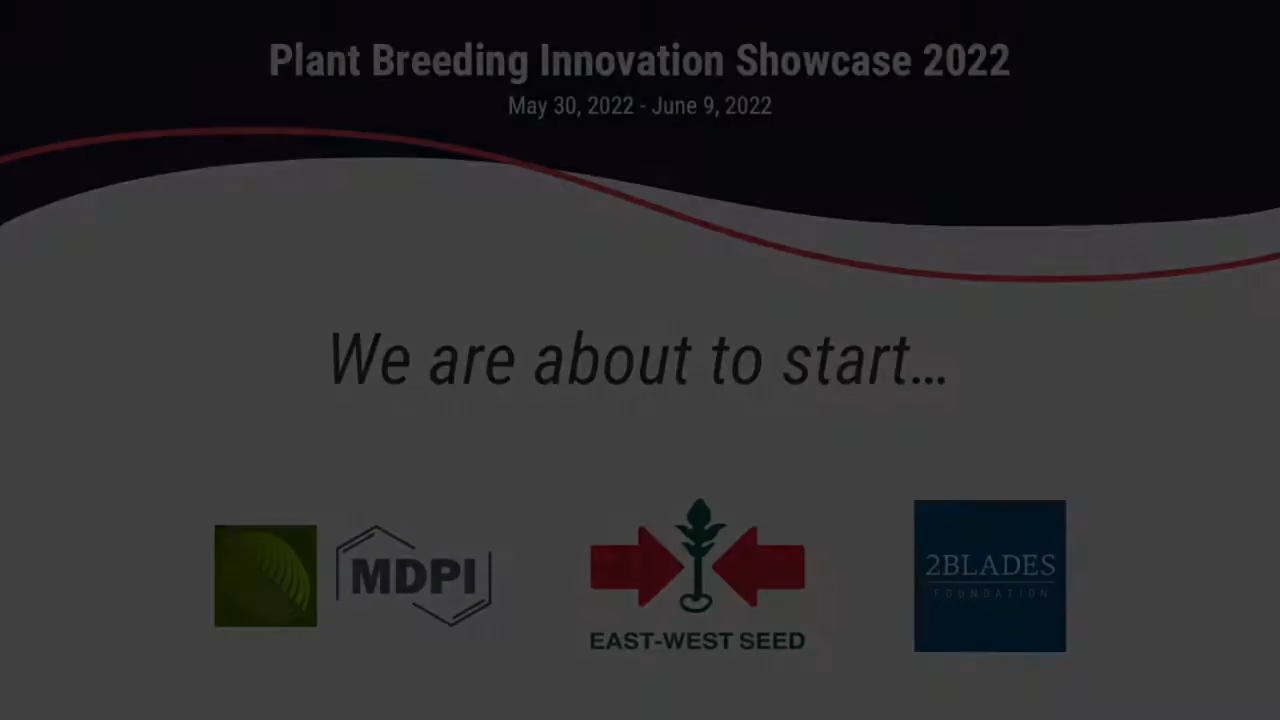 Plant Breeding Innovation Showcase 2022
May 30, 2022 - June 9, 2022
We are about to start...
MDPI
EAST-WEST SEED
2BLADES
FOUNDATION